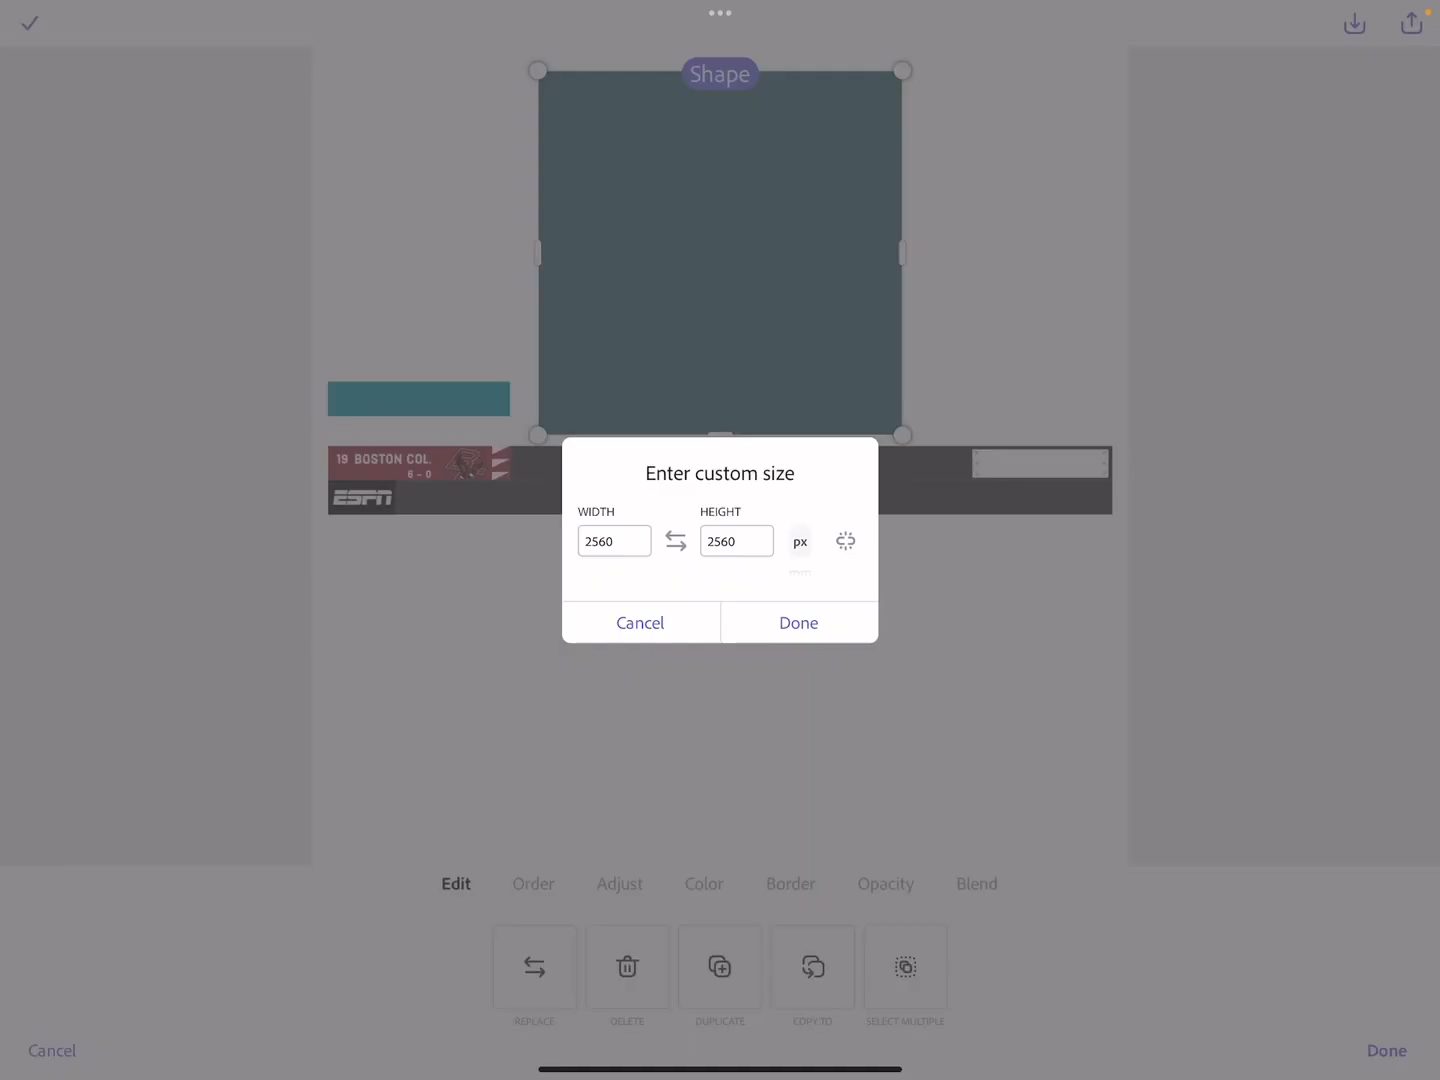 Shape
19 BOSTON COL.
6 - 0
ESPN
Enter custom size
WIDTH HEIGHT
2560 2560 px
Cancel Done
Edit Order Adjust Color Border Opacity Blend
REPLACE DELETE DUPLICATE COPY TO SELECT MULTIPLE
Cancel Done